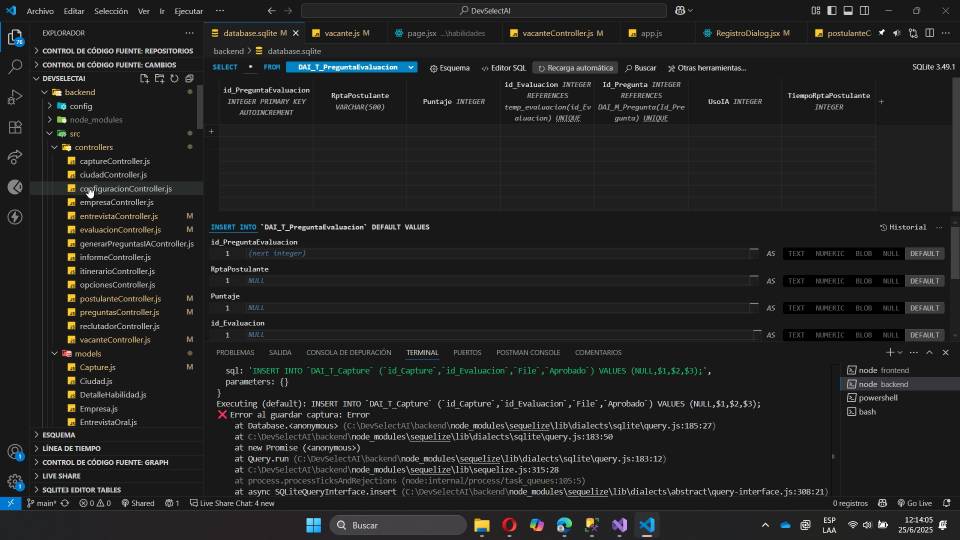 Archivo Editar Selección Ver Ir Ejecutar ··· DevSelectAI
EXPLORADOR ···
CONTROL DE CÓDIGO FUENTE: REPOSITORIOS
CONTROL DE CÓDIGO FUENTE: CAMBIOS
DEVSELECTAI
backend
config
node_modules
src
controllers
captureController.js
ciudadController.js
configuracionController.js
empresaController.js
entrevistaController.js M
evaluacionController.js M
generarPreguntasIAController.js
informeController.js
itinerarioController.js
opcionesController.js
postulanteController.js M
preguntasController.js M
reclutadorController.js
vacanteController.js M
models
Capture.js M
Ciudad.js
DetalleHabilidad.js
Empresa.js
EntrevistaOral.js
ESQUEMA
LÍNEA DE TIEMPO
CONTROL DE CÓDIGO FUENTE: GRAPH
LIVE SHARE
SQLITE3 EDITOR TABLES
database.sqlite M vacante.js M page.jsx ...\habilidades vacanteController.js M app.js RegistroDialog.jsx M postulanteC
backend > database.sqlite
SELECT * FROM DAI_T_PreguntaEvaluacion Esquema Editor SQL Recarga automática Buscar Otras herramientas... SQLite 3.49.1
id_PreguntaEvaluacion INTEGER PRIMARY KEY AUTOINCREMENT
RptaPostulante VARCHAR(500)
Puntaje INTEGER
id_Evaluacion INTEGER REFERENCES temp_evaluacion(id_Evaluacion) UNIQUE
Id_Pregunta INTEGER REFERENCES DAI_M_Pregunta(Id_Pregunta) UNIQUE
UsoIA INTEGER
TiempoRptaPostulante INTEGER
+
+
INSERT INTO `DAI_T_PreguntaEvaluacion` DEFAULT VALUES Historial ···
id_PreguntaEvaluacion
1 (next integer) AS TEXT NUMERIC BLOB NULL DEFAULT
RptaPostulante
1 NULL AS TEXT NUMERIC BLOB NULL DEFAULT
Puntaje
1 NULL AS TEXT NUMERIC BLOB NULL DEFAULT
id_Evaluacion
1 NULL AS TEXT NUMERIC BLOB NULL DEFAULT
PROBLEMAS SALIDA CONSOLA DE DEPURACIÓN TERMINAL PUERTOS POSTMAN CONSOLE COMENTARIOS
sql: 'INSERT INTO `DAI_T_Capture` (`id_Capture`,`id_Evaluacion`,`File`,`Aprobado`) VALUES (NULL,$1,$2,$3);',
parameters: {}
}
Executing (default): INSERT INTO `DAI_T_Capture` (`id_Capture`,`id_Evaluacion`,`File`,`Aprobado`) VALUES (NULL,$1,$2,$3);
❌ Error al guardar captura: Error
at Database.<anonymous> (C:\DevSelectAI\backend\node_modules\sequelize\lib\dialects\sqlite\query.js:185:27)
at C:\DevSelectAI\backend\node_modules\sequelize\lib\dialects\sqlite\query.js:183:50
at new Promise (<anonymous>)
at Query.run (C:\DevSelectAI\backend\node_modules\sequelize\lib\dialects\sqlite\query.js:183:12)
at C:\DevSelectAI\backend\node_modules\sequelize\lib\sequelize.js:315:28
at process.processTicksAndRejections (node:internal/process/task_queues:105:5)
at async SQLiteQueryInterface.insert (C:\DevSelectAI\backend\node_modules\sequelize\lib\dialects\abstract\query-interface.js:308:21)
node frontend
node backend
powershell
bash
main* 0 0 Shared 1 Live Share Chat: 4 new 0 registros Go Live
Buscar
ESP
LAA
12:14:05
25/6/2025